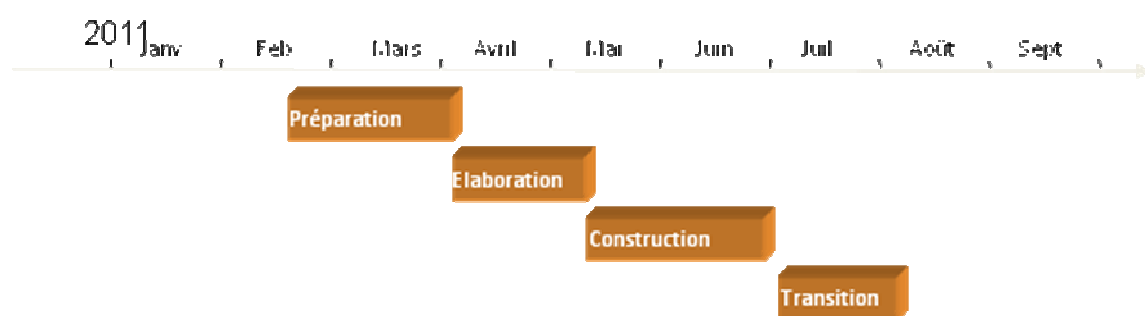 2011
Janv Feb Mars Avril Mai Juin Juil Août Sept
Préparation
Elaboration
Construction
Transition